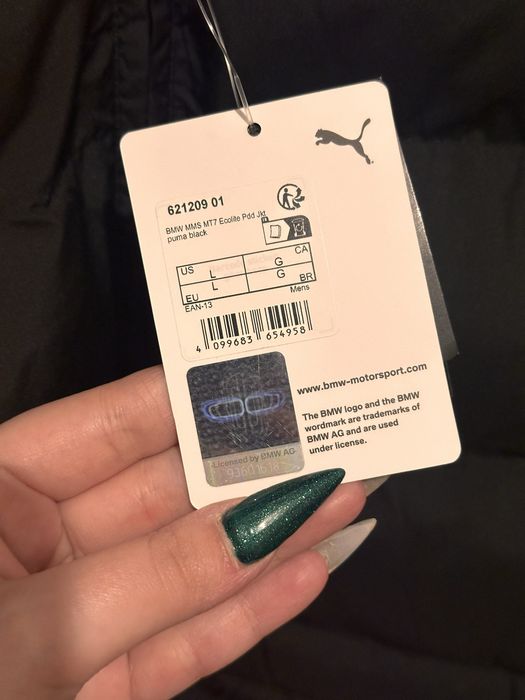 621209 01
BMW MMS MT7 Ecolite Pdd Jkt
puma black
US L G CA
EU L G BR
EAN-13 Mens
4 099683 654958
www.bmw-motorsport.com
The BMW logo and the BMW
wordmark are trademarks of
BMW AG and are used
under license.
Licensed by BMW AG